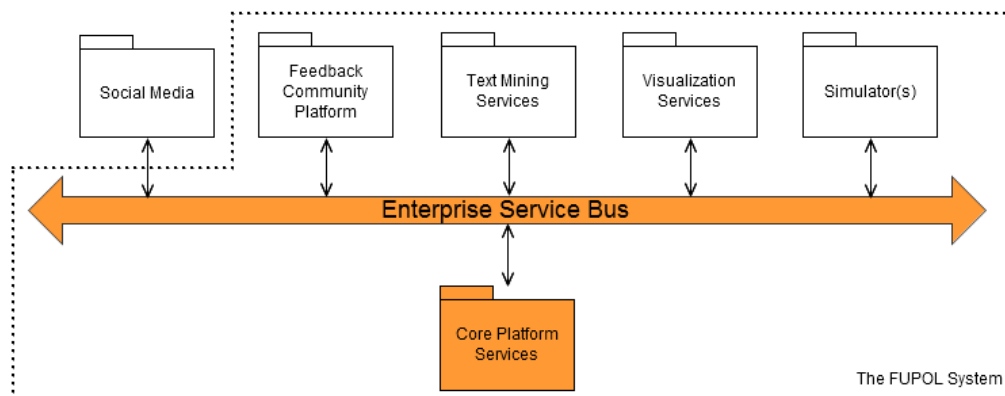 Social Media
Feedback
Community
Platform
Text Mining
Services
Visualization
Services
Simulator(s)
Enterprise Service Bus
Core Platform
Services
The FUPOL System